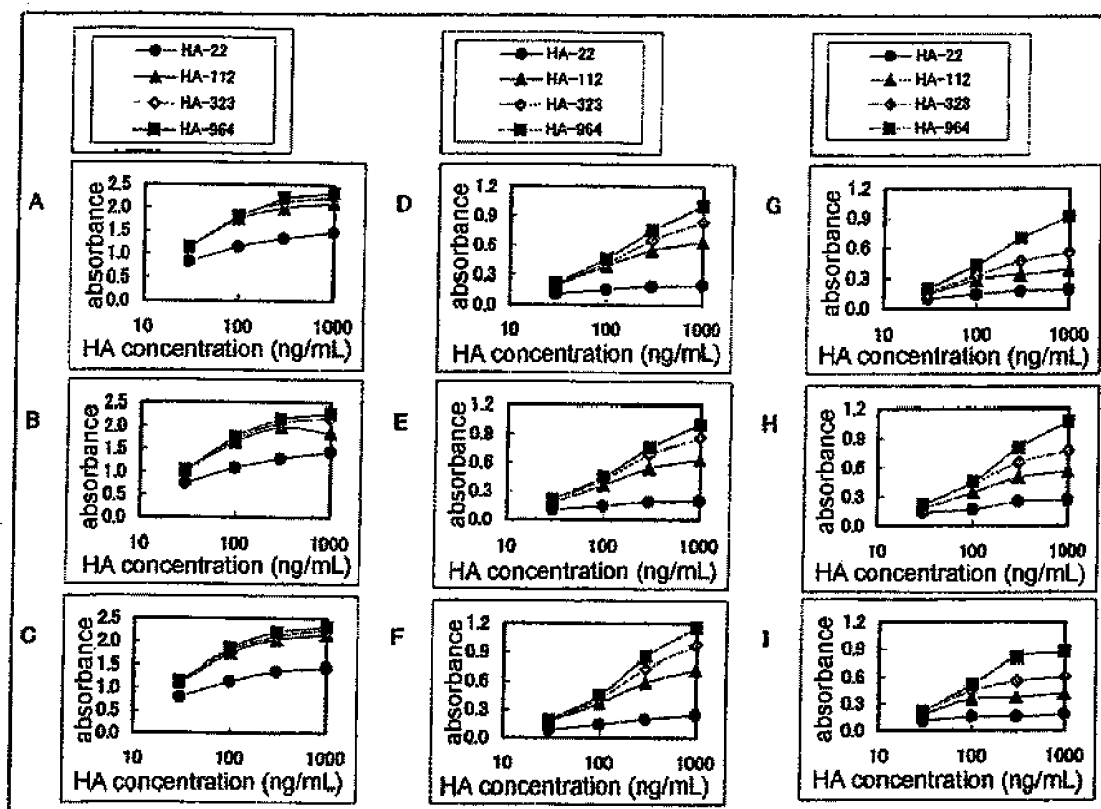 HA-22
HA-112
HA-323
HA-964
HA-22
HA-112
HA-323
HA-964
HA-22
HA-112
HA-328
HA-964
A
absorbance
2.5
2.0
1.5
1.0
0.5
0.0
10
100
1000
HA concentration (ng/mL)
D
absorbance
1.2
0.9
0.6
0.3
0.0
10
100
1000
HA concentration (ng/mL)
G
absorbance
1.2
0.9
0.6
0.3
0.0
10
100
1000
HA concentration (ng/mL)
B
absorbance
2.5
2.0
1.5
1.0
0.5
0.0
10
100
1000
HA concentration (ng/mL)
E
absorbance
1.2
0.9
0.6
0.3
0.0
10
100
1000
HA concentration (ng/mL)
H
absorbance
1.2
0.9
0.6
0.3
0.0
10
100
1000
HA concentration (ng/mL)
C
absorbance
2.5
2.0
1.5
1.0
0.5
0.0
10
100
1000
HA concentration (ng/mL)
F
absorbance
1.2
0.9
0.6
0.3
0.0
10
100
1000
HA concentration (ng/mL)
I
absorbance
1.2
0.9
0.6
0.3
0.0
10
100
1000
HA concentration (ng/mL)